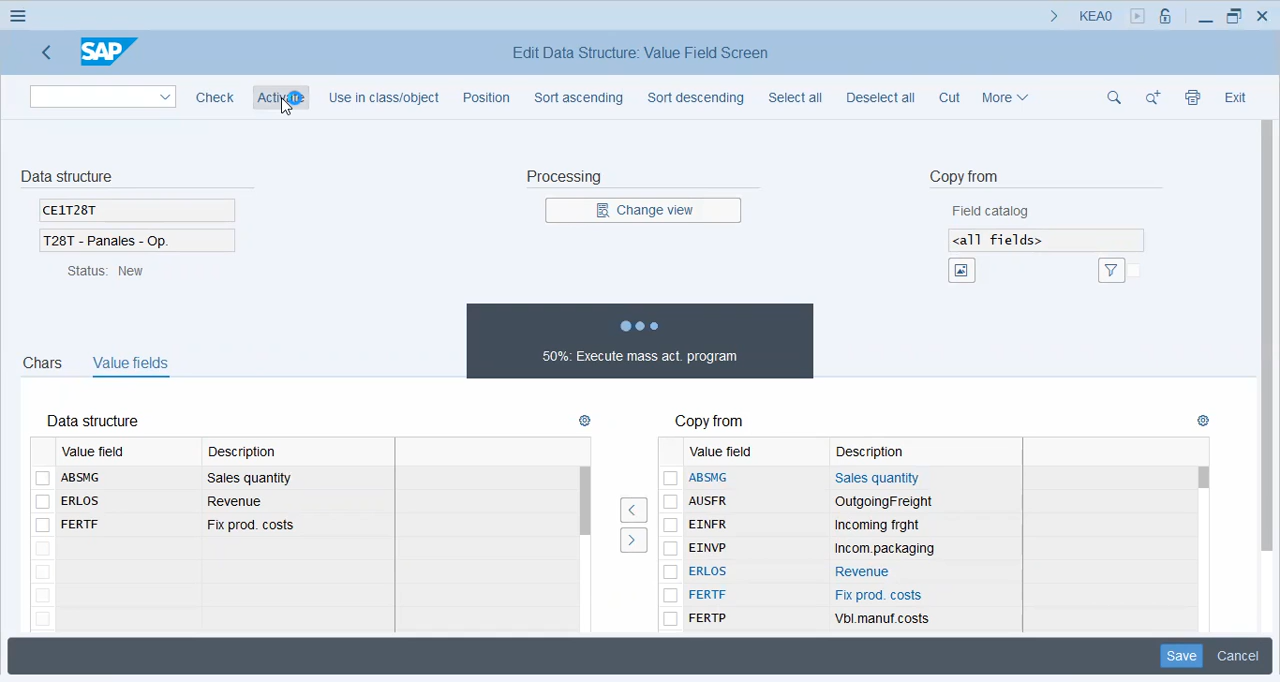 KEA0
SAP
Edit Data Structure: Value Field Screen
Check Activate Use in class/object Position Sort ascending Sort descending Select all Deselect all Cut More Exit
Data structure Processing Copy from
CE1T28T Change view Field catalog
T28T - Panales - Op. <all fields>
Status: New
50%: Execute mass act. program
Chars Value fields
Data structure Copy from
Value field Description Value field Description
ABSMG Sales quantity ABSMG Sales quantity
ERLOS Revenue AUSFR OutgoingFreight
FERTF Fix prod. costs EINFR Incoming frght
EINVP Incom.packaging
ERLOS Revenue
FERTF Fix prod. costs
FERTP Vbl.manuf.costs
Save Cancel